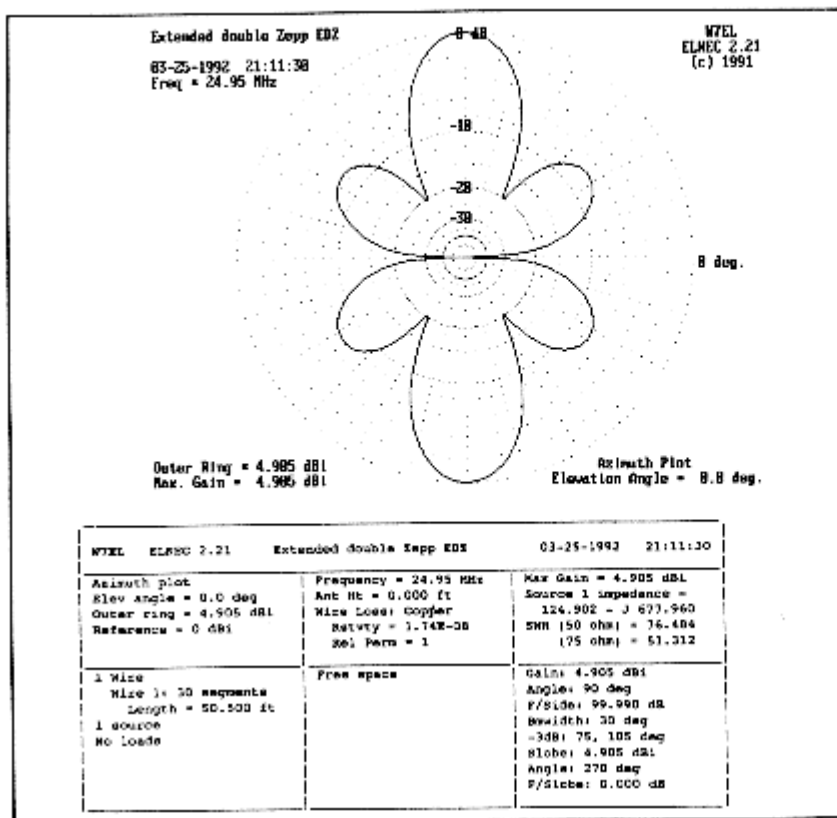 Extended double Zepp EDZ
03-25-1992 21:11:30
Freq = 24.95 MHz
0 dB
W7EL
ELNEC 2.21
(c) 1991
-10
-20
-30
0 deg.
Outer Ring = 4.905 dBi
Max. Gain = 4.905 dBi
Azimuth Plot
Elevation Angle = 0.0 deg.
W7EL ELNEC 2.21 Extended double Zepp EDZ 03-25-1992 21:11:30
Azimuth plot
Elev angle = 0.0 deg
Outer ring = 4.905 dBi
Reference = 0 dBi
Frequency = 24.95 MHz
Ant Ht = 0.000 ft
Wire Loss: Copper
Rstvty = 1.74E-08
Rel Perm = 1
Max Gain = 4.905 dBi
Source 1 impedance =
124.902 - J 677.960
SWR (50 ohm) = 76.484
(75 ohm) = 51.312
1 Wire
Wire 1: 30 segments
Length = 50.500 ft
1 source
No loads
Free space
Gain: 4.905 dBi
Angle: 90 deg
F/Side: 99.990 dB
Bmwidth: 30 deg
-3dB: 75, 105 deg
Slobe: 4.905 dBi
Angle: 270 deg
F/Slobe: 0.000 dB